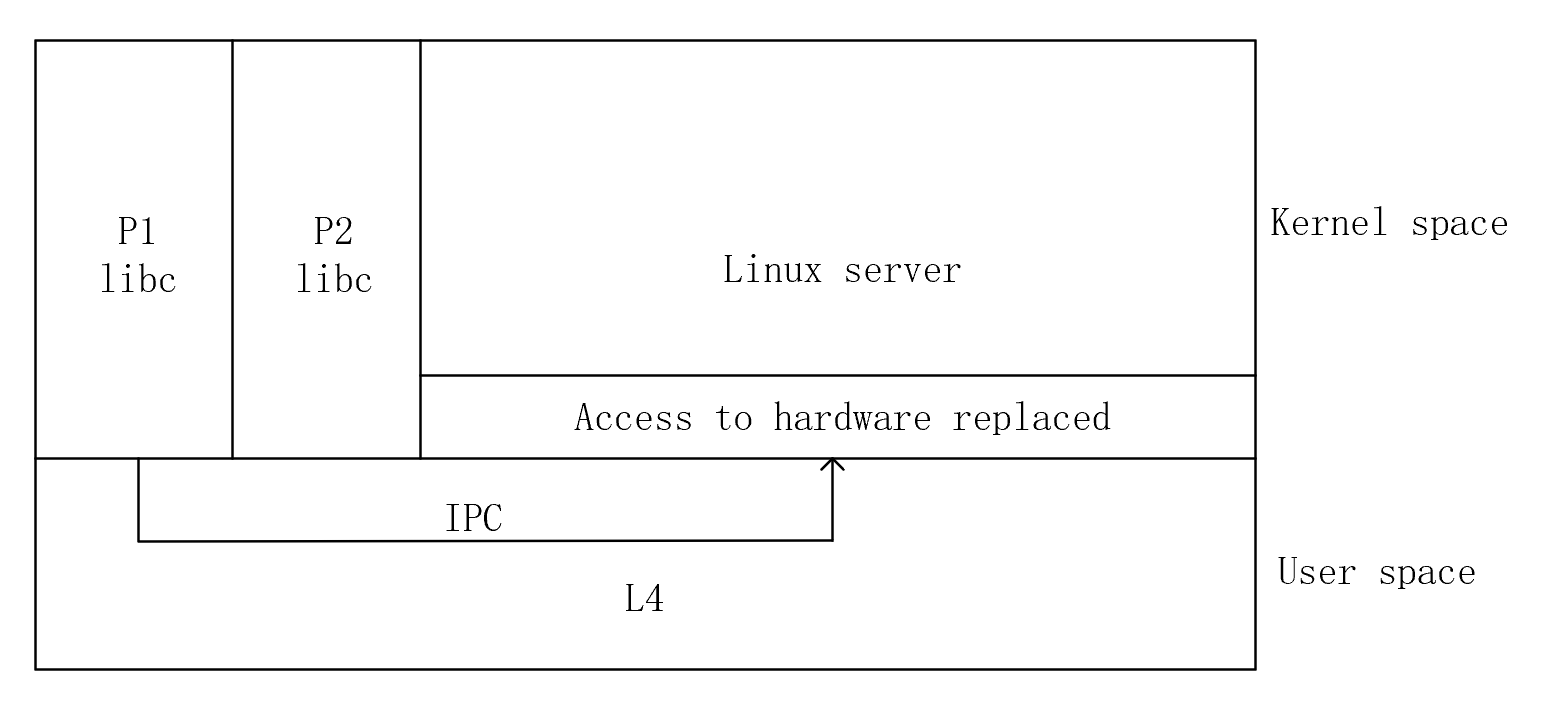 P1
libc
P2
libc
Linux server
Kernel space
Access to hardware replaced
IPC
L4
User space